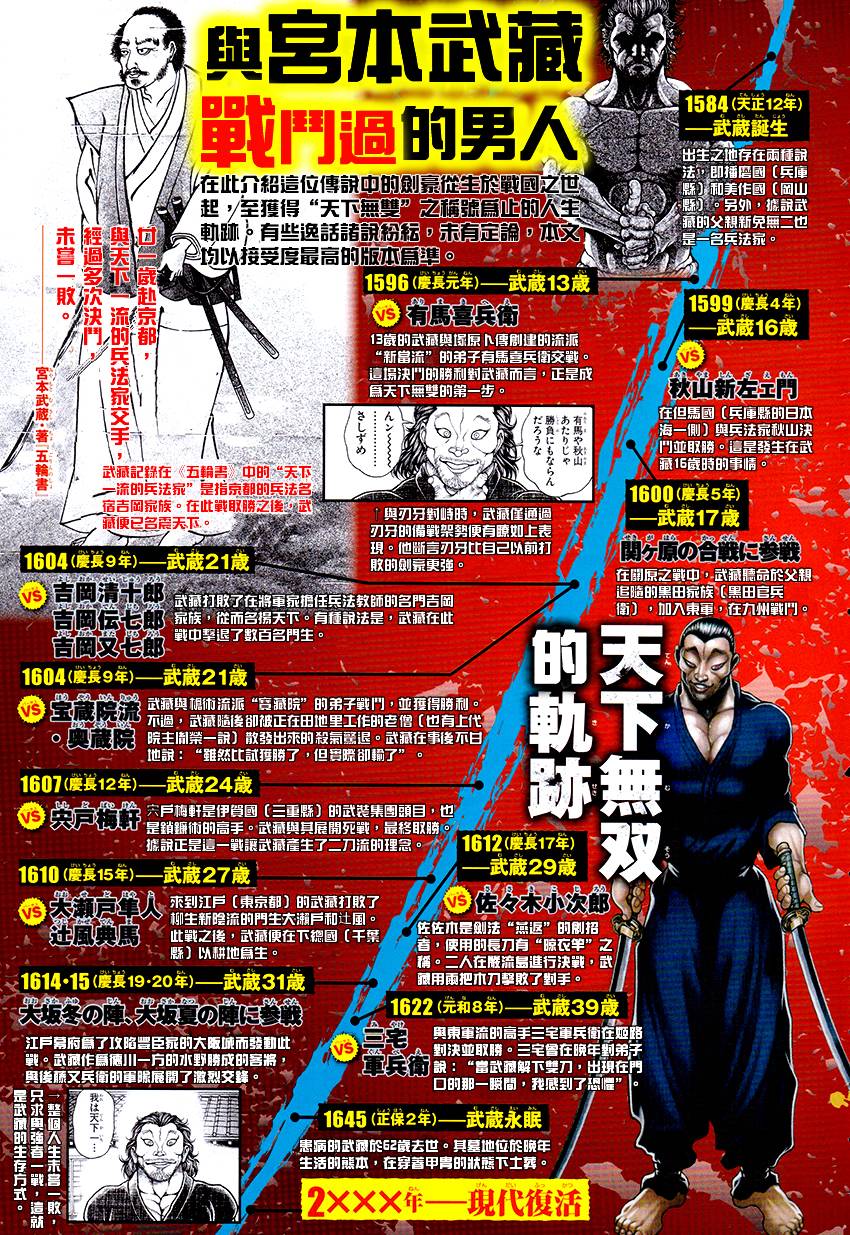 與宮本武藏
戰鬥過的男人
在此介紹這位傳說中的劍豪從生於戰國之世
起，至獲得“天下無雙”之稱號為止的人生
軌跡。有些逸話諸說紛紜，未有定論，本文
均以接受度最高的版本為準。
廿一歲赴京都，
與天下一流的兵法家交手，
經過多次決鬥，
未嘗一敗。
——宮本武蔵・著「五輪書」
武藏記錄在《五輪書》中的“天下
一流的兵法家”是指京都的兵法名
宿吉岡家族。在此戰取勝之後，武
藏便已名震天下。
1584（天正12年）
——武蔵誕生
出生之地存在兩種說
法，即播磨國（兵庫
縣）和美作國（岡山
縣）。另外，據說武
藏的父親新免無二也
是一名兵法家。
1596（慶長元年）——武蔵13歳
VS 有馬喜兵衛
13歲的武藏與塚原卜傳創建的流派
“新當流”的弟子有馬喜兵衛交戰。
這場決鬥的勝利對武藏而言，正是成
為天下無雙的第一步。
有馬や秋山
あたりじゃ
勝負にもならん
だろうな
んン〜〜
さしずめ
↑與刃牙對峙時，武藏僅通過
刃牙的備戰架勢便有瞭如上表
現。他斷言刃牙比自己以前打
敗的劍豪更強。
1599（慶長4年）
——武蔵16歳
VS
秋山新左ェ門
在但馬國（兵庫縣的日本
海一側）與兵法家秋山決
鬥並取勝。這是發生在武
藏16歲時的事情。
1600（慶長5年）
——武蔵17歳
関ヶ原の合戦に参戦
在關原之戰中，武藏聽命於父親
追隨的黑田家族（黑田官兵
衛），加入東軍，在九州戰鬥。
1604（慶長9年）——武蔵21歳
VS 吉岡清十郎
吉岡伝七郎
吉岡又七郎
武藏打敗了在將軍家擔任兵法教師的名門吉岡
家族，從而名揚天下。有種說法是，武藏在此
戰中擊退了數百名門生。
1604（慶長9年）——武蔵21歳
VS 宝蔵院流
・奥蔵院
武藏與槍術流派“寶藏院”的弟子戰鬥，並獲得勝利。
不過，武藏隨後卻被正在田地里工作的老僧（也有上代
院主胤榮一說）散發出來的殺氣驚退。武藏在事後不甘
地說：“雖然比試獲勝了，但實際卻輸了”。
1607（慶長12年）——武蔵24歳
VS 宍戸梅軒
宍戶梅軒是伊賀國（三重縣）的武裝集團頭目，也
是鎖鐮術的高手。武藏與其展開死戰，最終取勝。
據說正是這一戰讓武藏產生了二刀流的理念。
1610（慶長15年）——武蔵27歳
VS 大瀬戸隼人
辻風典馬
來到江戶（東京都）的武藏打敗了
柳生新陰流的門生大瀨戶和辻風。
此戰之後，武藏便在下總國（千葉
縣）以耕地為生。
1612（慶長17年）
——武蔵29歳
VS 佐々木小次郎
佐佐木是劍法“燕返”的創招
者，使用的長刀有“晾衣竿”之
稱。二人在巖流島進行決戰，武
藏用兩把木刀擊敗了對手。
1614・15（慶長19・20年）——武蔵31歳
大坂冬の陣、大坂夏の陣に参戦
江戶幕府為了攻陷豐臣家的大阪城而發動此
戰。武藏作為德川一方的水野勝成的客將，
與後藤又兵衛的軍隊展開了激烈交鋒。
1622（元和8年）——武蔵39歳
VS 三宅
軍兵衛
與東軍流的高手三宅軍兵衛在姬路
對決並取勝。三宅曾在晚年對弟子
說：“當武藏解下雙刀，出現在門
口的那一瞬間，我感到了恐懼”。
1645（正保2年）——武蔵永眠
患病的武藏於62歲去世。其墓地位於晚年
生活的熊本，在穿著甲冑的狀態下土葬。
2×××年——現代復活
天下無双
的軌跡
我は天下一…
→整個人生未嘗一敗，
只求與強者一戰，這就
是武藏的生存方式。